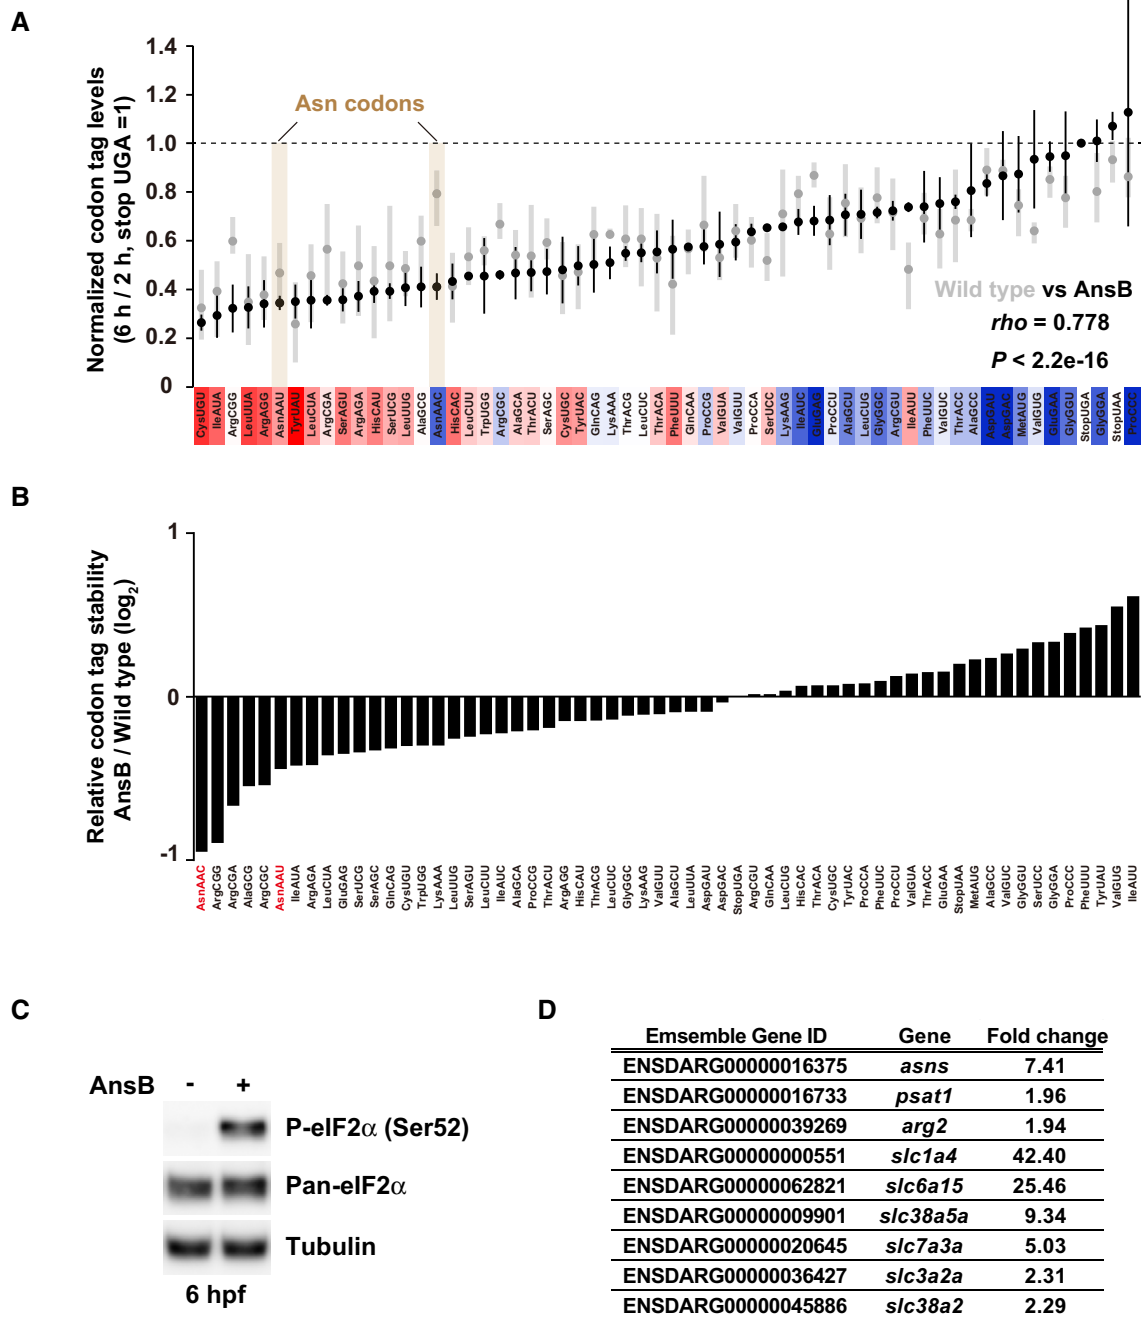 A
Normalized codon tag levels
(6 h / 2 h, stop UGA =1)
1.4
1.2
1.0
0.8
0.6
0.4
0.2
0
Asn codons
Wild type vs AnsB
rho = 0.778
P < 2.2e-16
CysUGU
IleAUA
ArgCGG
LeuUUA
ArgAGG
AsnAAU
TyrUAU
LeuCUA
ArgCGA
SerAGU
ArgAGA
HisCAU
SerUCG
LeuUUG
AlaGCG
AsnAAC
HisCAC
LeuCUU
TrpUGG
ArgCGC
AlaGCA
ThrACU
SerAGC
CysUGC
TyrUAC
GlnCAG
LysAAA
ThrACG
LeuCUC
ThrACA
PheUUU
GlnCAA
ProCCG
ValGUA
ValGUU
ProCCA
SerUCC
LysAAG
IleAUC
GluGAG
ProCCU
AlaGCU
LeuCUG
GlyGGC
ArgCGU
IleAUU
PheUUC
ValGUC
ThrACC
AlaGCC
AspGAU
AspGAC
MetAUG
ValGUG
GluGAA
GlyGGU
StopUGA
GlyGGA
StopUAA
ProCCC
B
Relative codon tag stability
AnsB / Wild type (log2)
1
0
-1
AsnAAC
ArgCGG
ArgCGA
AlaGCG
ArgCGC
AsnAAU
IleAUA
ArgAGA
LeuCUA
GluGAG
SerUCG
SerAGC
GlnCAG
CysUGU
TrpUGG
LysAAA
LeuUUG
SerAGU
LeuCUU
IleAUC
AlaGCA
ProCCG
ThrACU
ArgAGG
HisCAU
ThrACG
LeuCUC
GlyGGC
LysAAG
ValGUU
AlaGCU
LeuUUA
AspGAU
AspGAC
StopUGA
ArgCGU
GlnCAA
LeuCUG
HisCAC
ThrACA
CysUGC
TyrUAC
ProCCA
PheUUC
ProCCU
ValGUA
ThrACC
GluGAA
StopUAA
MetAUG
AlaGCC
ValGUC
GlyGGU
SerUCC
GlyGGA
ProCCC
PheUUU
TyrUAU
ValGUG
IleAUU
C
AnsB - +
P-eIF2α (Ser52)
Pan-eIF2α
Tubulin
6 hpf
D
Emsemble Gene ID Gene Fold change
ENSDARG00000016375 asns 7.41
ENSDARG00000016733 psat1 1.96
ENSDARG00000039269 arg2 1.94
ENSDARG00000000551 slc1a4 42.40
ENSDARG00000062821 slc6a15 25.46
ENSDARG00000009901 slc38a5a 9.34
ENSDARG00000020645 slc7a3a 5.03
ENSDARG00000036427 slc3a2a 2.31
ENSDARG00000045886 slc38a2 2.29